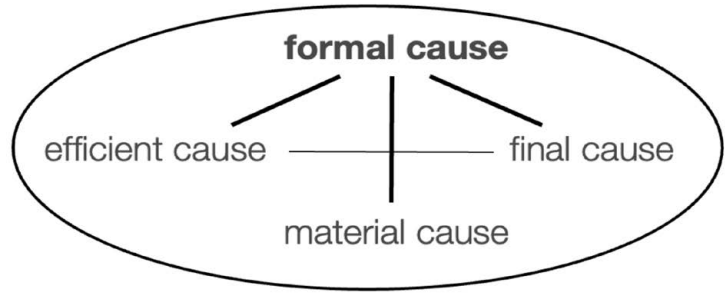 formal cause
efficient cause
final cause
material cause